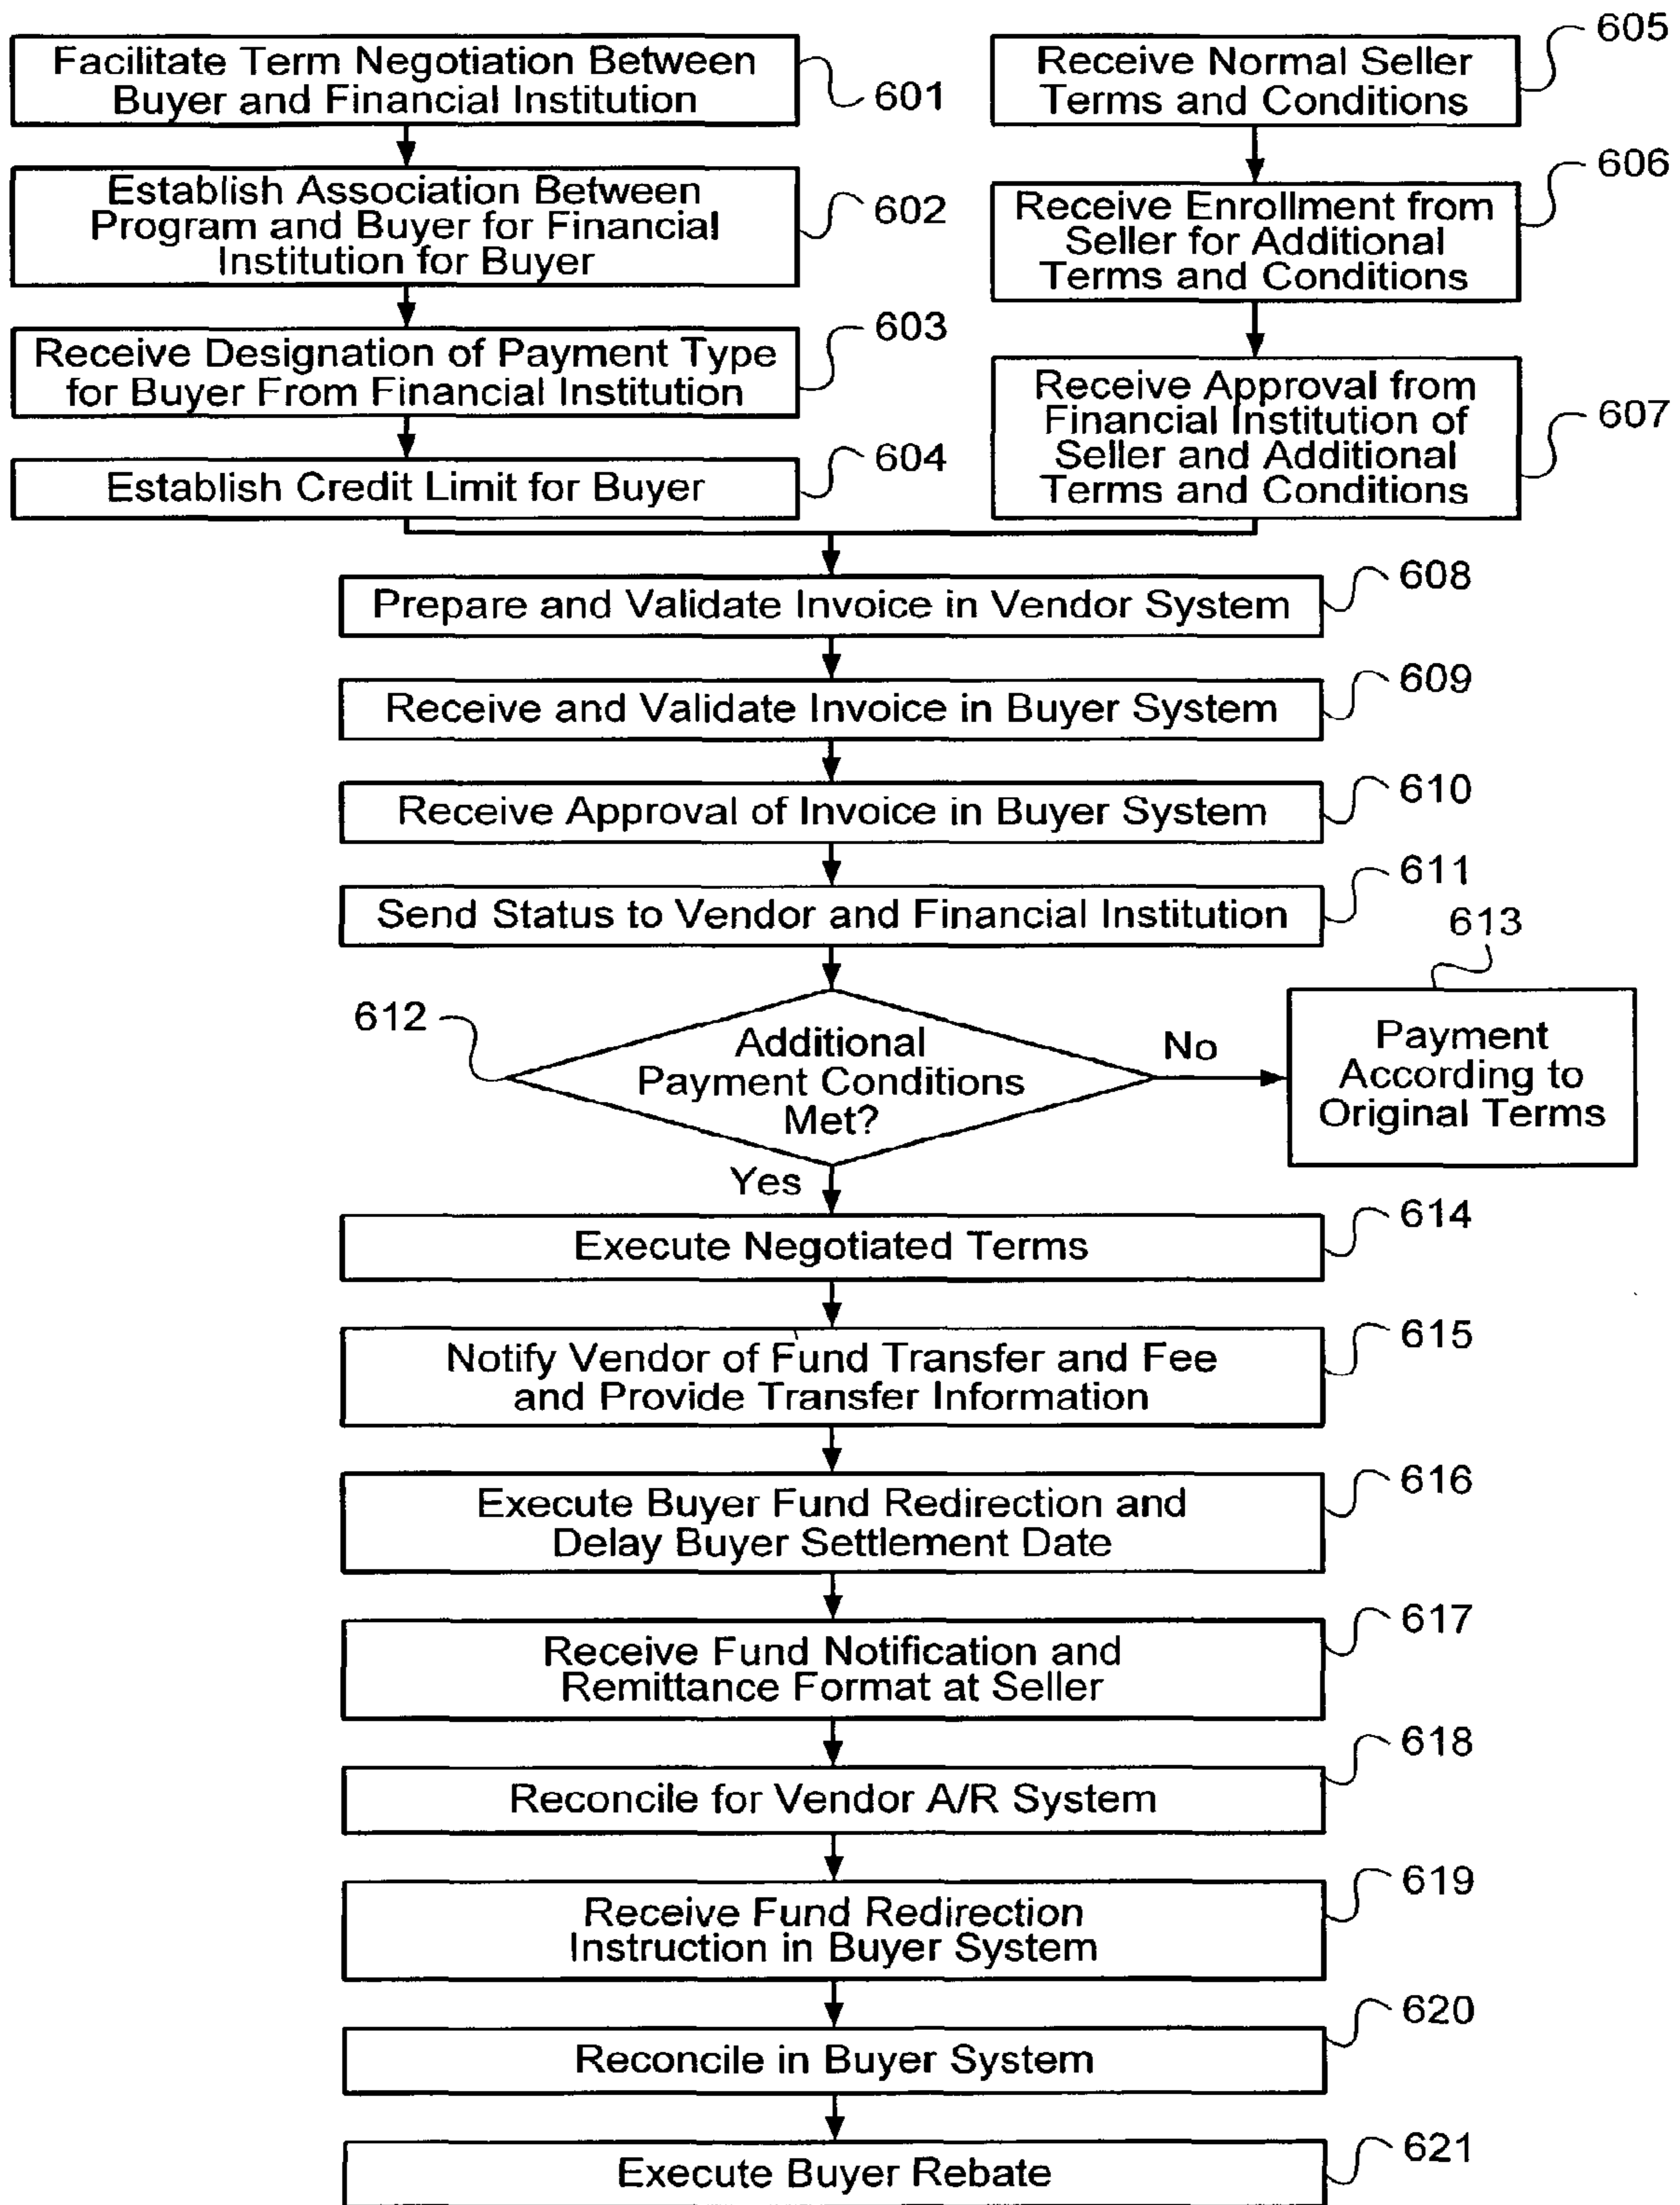 Facilitate Term Negotiation Between
Buyer and Financial Institution
601
Establish Association Between
Program and Buyer for Financial
Institution for Buyer
602
Receive Designation of Payment Type
for Buyer From Financial Institution
603
Establish Credit Limit for Buyer
604
Receive Normal Seller
Terms and Conditions
605
Receive Enrollment from
Seller for Additional
Terms and Conditions
606
Receive Approval from
Financial Institution of
Seller and Additional
Terms and Conditions
607
Prepare and Validate Invoice in Vendor System
608
Receive and Validate Invoice in Buyer System
609
Receive Approval of Invoice in Buyer System
610
Send Status to Vendor and Financial Institution
611
612
Additional
Payment Conditions
Met?
No
613
Payment
According to
Original Terms
Yes
Execute Negotiated Terms
614
Notify Vendor of Fund Transfer and Fee
and Provide Transfer Information
615
Execute Buyer Fund Redirection and
Delay Buyer Settlement Date
616
Receive Fund Notification and
Remittance Format at Seller
617
Reconcile for Vendor A/R System
618
Receive Fund Redirection
Instruction in Buyer System
619
Reconcile in Buyer System
620
Execute Buyer Rebate
621